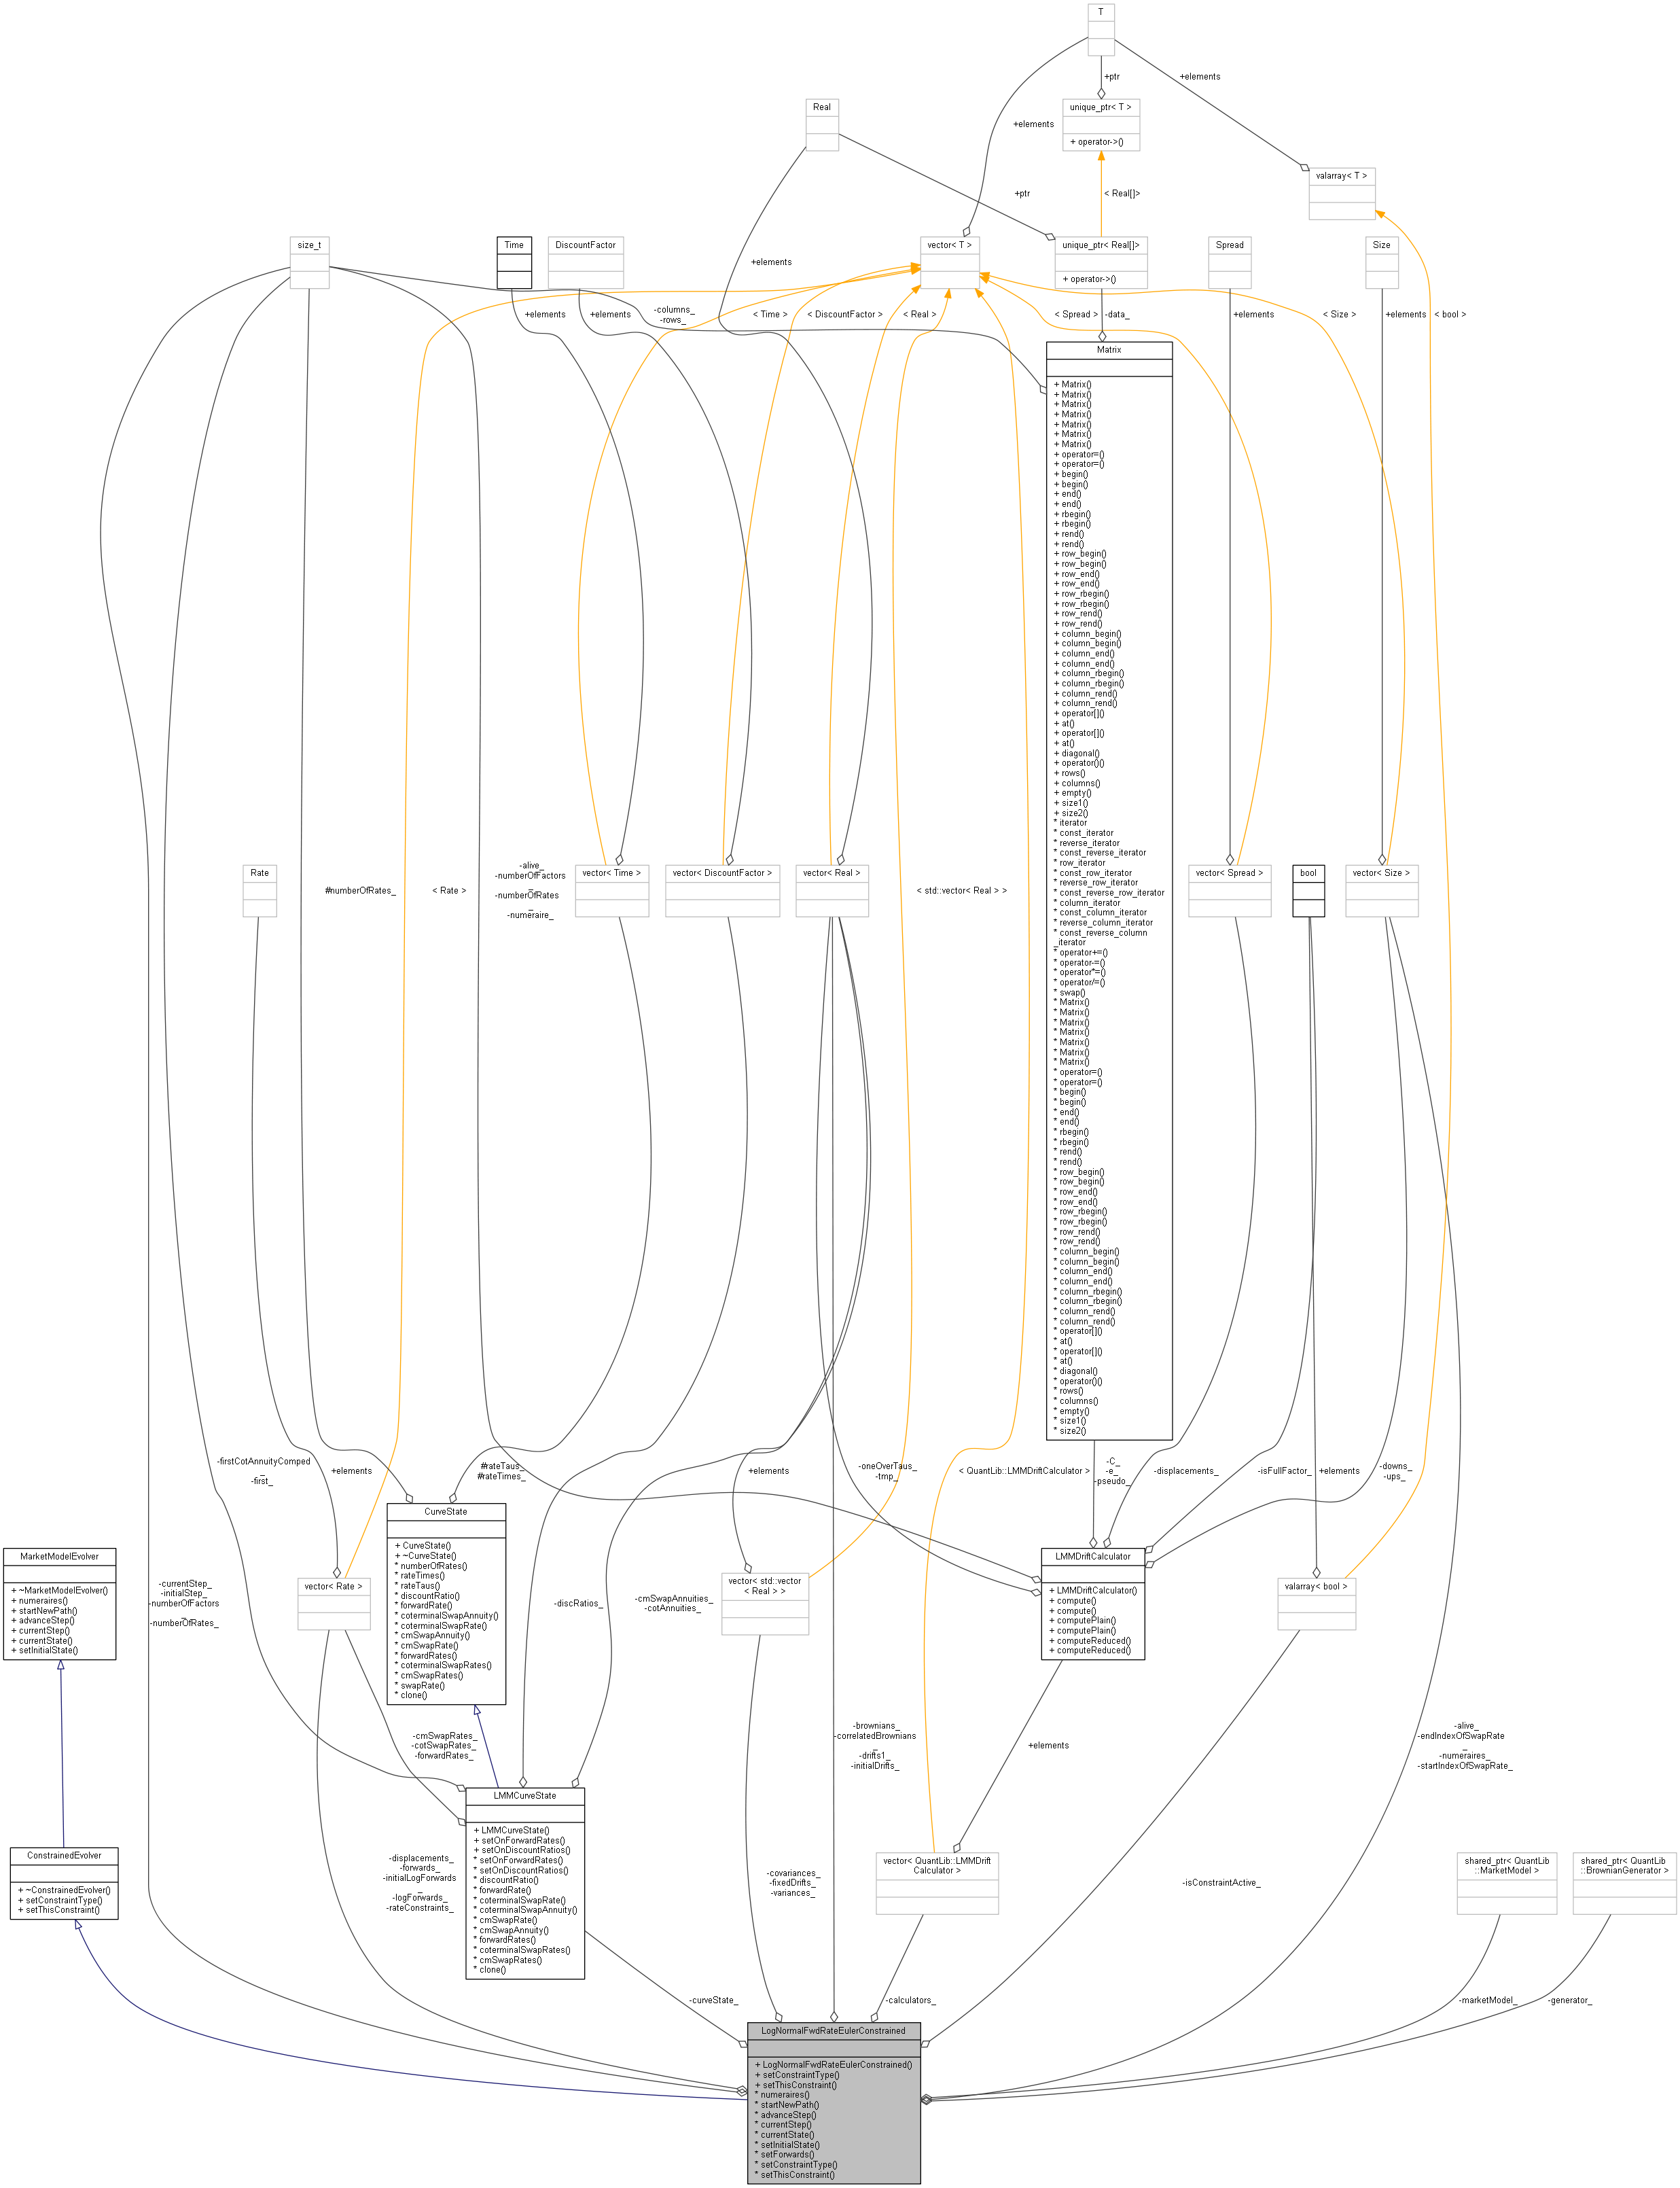 T
+ptr
+elements
Real
unique_ptr< T >
+ operator->()
+elements
valarray< T >
+ptr
< Real[]>
size_t
Time
DiscountFactor
vector< T >
unique_ptr< Real[]>
+ operator->()
Spread
Size
+elements
+elements
+elements
-columns_
-rows_
< Time >
< DiscountFactor >
< Real >
< Spread >
-data_
+elements
< Size >
+elements
< bool >
Matrix
+ Matrix()
+ Matrix()
+ Matrix()
+ Matrix()
+ Matrix()
+ Matrix()
+ Matrix()
+ operator=()
+ operator=()
+ begin()
+ begin()
+ end()
+ end()
+ rbegin()
+ rbegin()
+ rend()
+ rend()
+ row_begin()
+ row_begin()
+ row_end()
+ row_end()
+ row_rbegin()
+ row_rbegin()
+ row_rend()
+ row_rend()
+ column_begin()
+ column_begin()
+ column_end()
+ column_end()
+ column_rbegin()
+ column_rbegin()
+ column_rend()
+ column_rend()
+ operator[]()
+ at()
+ operator[]()
+ at()
+ diagonal()
+ operator()()
+ rows()
+ columns()
+ empty()
+ size1()
+ size2()
* iterator
* const_iterator
* reverse_iterator
* const_reverse_iterator
* row_iterator
* const_row_iterator
* reverse_row_iterator
* const_reverse_row_iterator
* column_iterator
* const_column_iterator
* reverse_column_iterator
* const_reverse_column
_iterator
* operator+=()
* operator-=()
* operator*=()
* operator/=()
* swap()
* Matrix()
* Matrix()
* Matrix()
* Matrix()
* Matrix()
* Matrix()
* Matrix()
* operator=()
* operator=()
* begin()
* begin()
* end()
* end()
* rbegin()
* rbegin()
* rend()
* rend()
* row_begin()
* row_begin()
* row_end()
* row_end()
* row_rbegin()
* row_rbegin()
* row_rend()
* row_rend()
* column_begin()
* column_begin()
* column_end()
* column_end()
* column_rbegin()
* column_rbegin()
* column_rend()
* column_rend()
* operator[]()
* at()
* operator[]()
* at()
* diagonal()
* operator()()
* rows()
* columns()
* empty()
* size1()
* size2()
Rate
#numberOfRates_
< Rate >
-alive_
-numberOfFactors
_
-numberOfRates
_
-numeraire_
vector< Time >
vector< DiscountFactor >
vector< Real >
< std::vector< Real > >
vector< Spread >
bool
vector< Size >
-firstCotAnnuityComped
_
-first_
+elements
#rateTaus_
#rateTimes_
+elements
-oneOverTaus_
-tmp_
< QuantLib::LMMDriftCalculator >
-C_
-e_
-pseudo_
-displacements_
-isFullFactor_
+elements
-downs_
-ups_
CurveState
+ CurveState()
+ ~CurveState()
* numberOfRates()
* rateTimes()
* rateTaus()
* discountRatio()
* forwardRate()
* coterminalSwapAnnuity()
* coterminalSwapRate()
* cmSwapAnnuity()
* cmSwapRate()
* forwardRates()
* coterminalSwapRates()
* cmSwapRates()
* swapRate()
* clone()
MarketModelEvolver
+ ~MarketModelEvolver()
+ numeraires()
+ startNewPath()
+ advanceStep()
+ currentStep()
+ currentState()
+ setInitialState()
-currentStep_
-initialStep_
-numberOfFactors
_
-numberOfRates_
vector< Rate >
-discRatios_
-cmSwapAnnuities_
-cotAnnuities_
vector< std::vector
< Real > >
LMMDriftCalculator
+ LMMDriftCalculator()
+ compute()
+ compute()
+ computePlain()
+ computePlain()
+ computeReduced()
+ computeReduced()
valarray< bool >
-cmSwapRates_
-cotSwapRates_
-forwardRates_
-brownians_
-correlatedBrownians
_
-drifts1_
-initialDrifts_
+elements
-alive_
-endIndexOfSwapRate
_
-numeraires_
-startIndexOfSwapRate_
LMMCurveState
+ LMMCurveState()
+ setOnForwardRates()
+ setOnDiscountRatios()
* setOnForwardRates()
* setOnDiscountRatios()
* discountRatio()
* forwardRate()
* coterminalSwapRate()
* coterminalSwapAnnuity()
* cmSwapRate()
* cmSwapAnnuity()
* forwardRates()
* coterminalSwapRates()
* cmSwapRates()
* clone()
ConstrainedEvolver
+ ~ConstrainedEvolver()
+ setConstraintType()
+ setThisConstraint()
-displacements_
-forwards_
-initialLogForwards
_
-logForwards_
-rateConstraints_
-covariances_
-fixedDrifts_
-variances_
vector< QuantLib::LMMDrift
Calculator >
-isConstraintActive_
shared_ptr< QuantLib
::MarketModel >
shared_ptr< QuantLib
::BrownianGenerator >
-curveState_
-calculators_
-marketModel_
-generator_
LogNormalFwdRateEulerConstrained
+ LogNormalFwdRateEulerConstrained()
+ setConstraintType()
+ setThisConstraint()
* numeraires()
* startNewPath()
* advanceStep()
* currentStep()
* currentState()
* setInitialState()
* setForwards()
* setConstraintType()
* setThisConstraint()